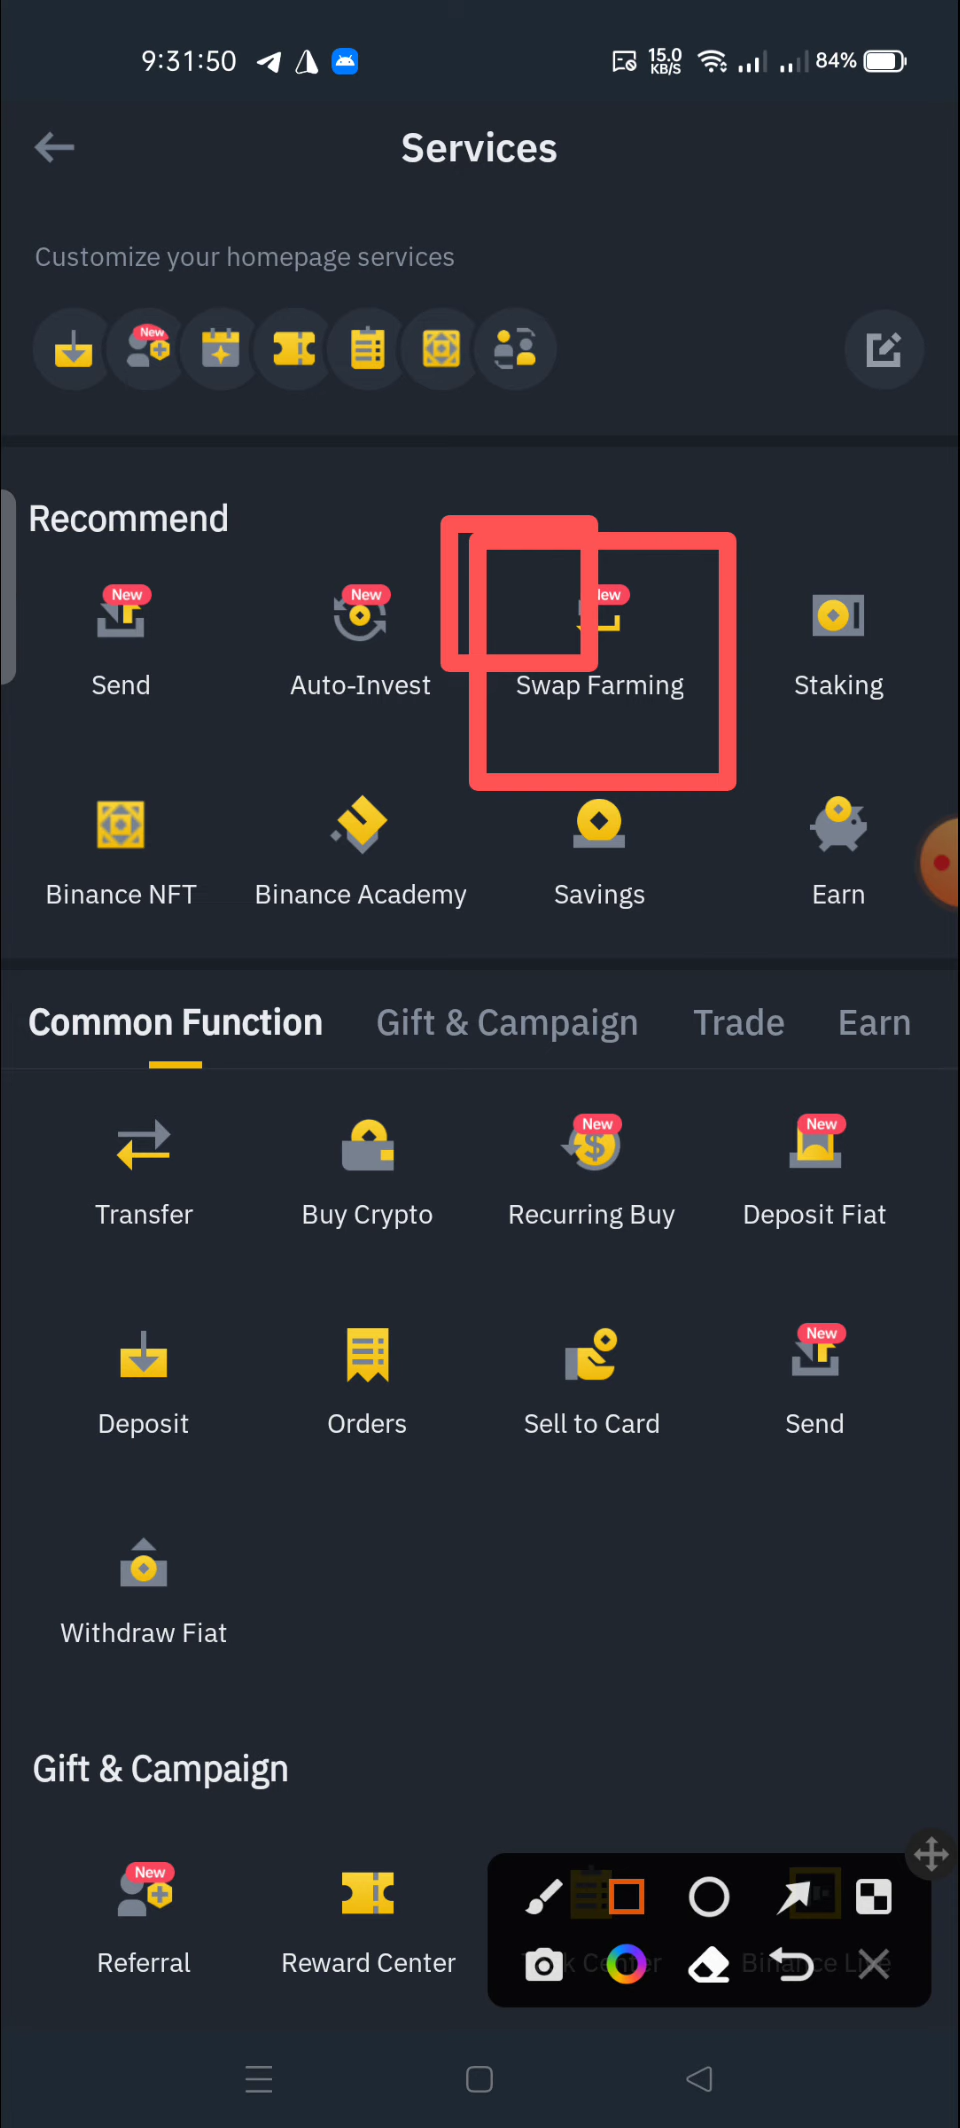 9:31:50 15.0 KB/S 84%
Services
Customize your homepage services
New
Recommend
New New New
Send Auto-Invest Swap Farming Staking
Binance NFT Binance Academy Savings Earn
Common Function Gift & Campaign Trade Earn
New New
Transfer Buy Crypto Recurring Buy Deposit Fiat
New
Deposit Orders Sell to Card Send
Withdraw Fiat
Gift & Campaign
New
Referral Reward Center